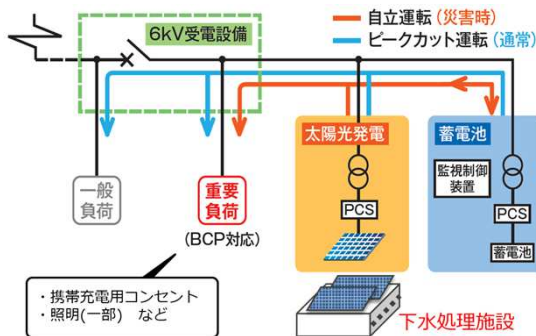 自立運転(災害時)
ピークカット運転(通常)
6kV受電設備
太陽光発電
蓄電池
監視制御
装置
一般
負荷
重要
負荷
PCS
PCS
蓄電池
(BCP対応)
・携帯充電用コンセント
・照明(一部) など
下水処理施設